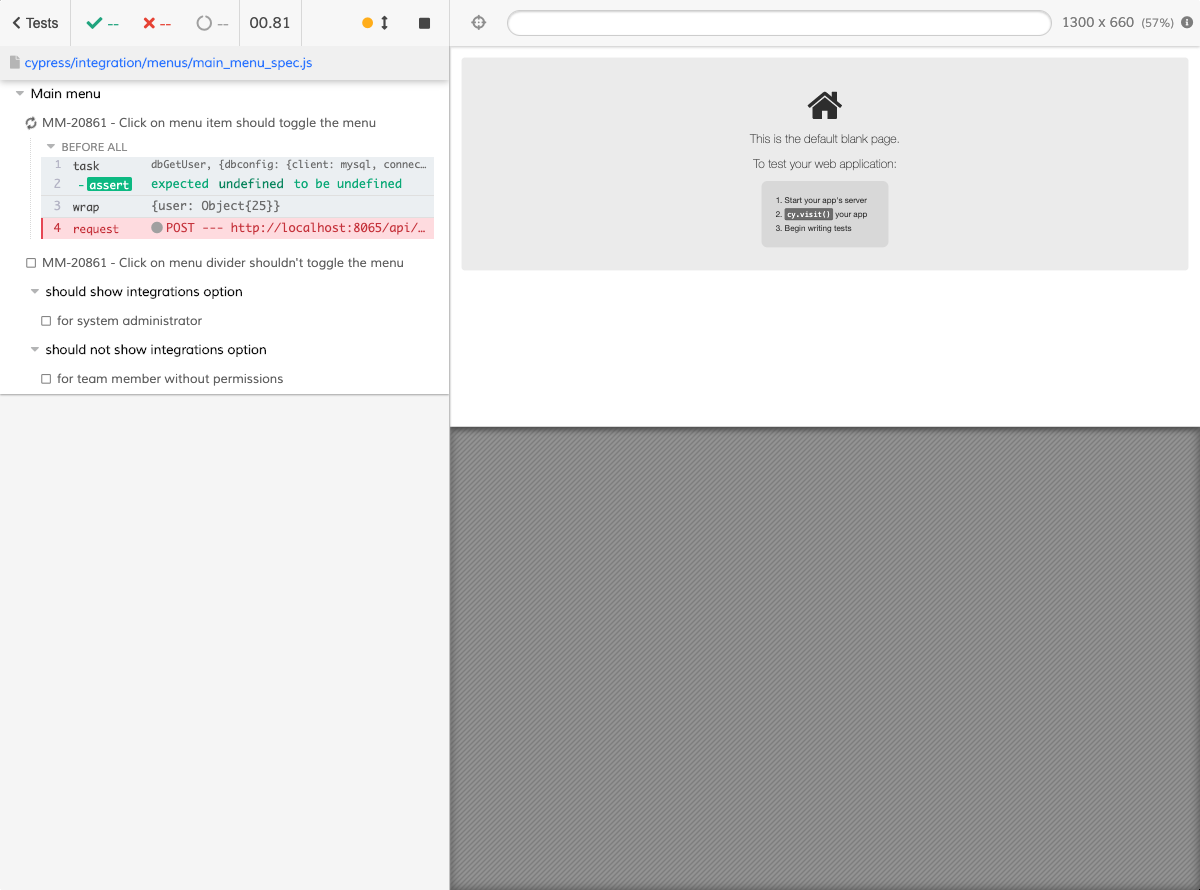 Tests -- -- -- 00.81
cypress/integration/menus/main_menu_spec.js
Main menu
MM-20861 - Click on menu item should toggle the menu
BEFORE ALL
1 task dbGetUser, {dbconfig: {client: mysql, connec…
2 - assert expected undefined to be undefined
3 wrap {user: Object{25}}
4 request POST --- http://localhost:8065/api/…
MM-20861 - Click on menu divider shouldn't toggle the menu
should show integrations option
for system administrator
should not show integrations option
for team member without permissions
1300 x 660 (57%)
This is the default blank page.
To test your web application:
1. Start your app's server
2. cy.visit() your app
3. Begin writing tests